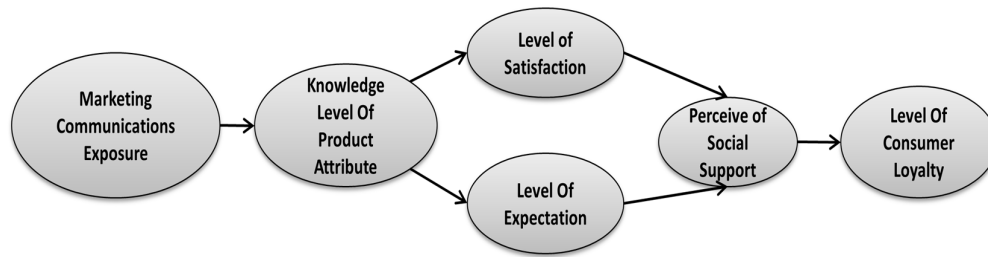 Marketing
Communications
Exposure
Knowledge
Level Of
Product
Attribute
Level of
Satisfaction
Level Of
Expectation
Perceive of
Social
Support
Level Of
Consumer
Loyalty